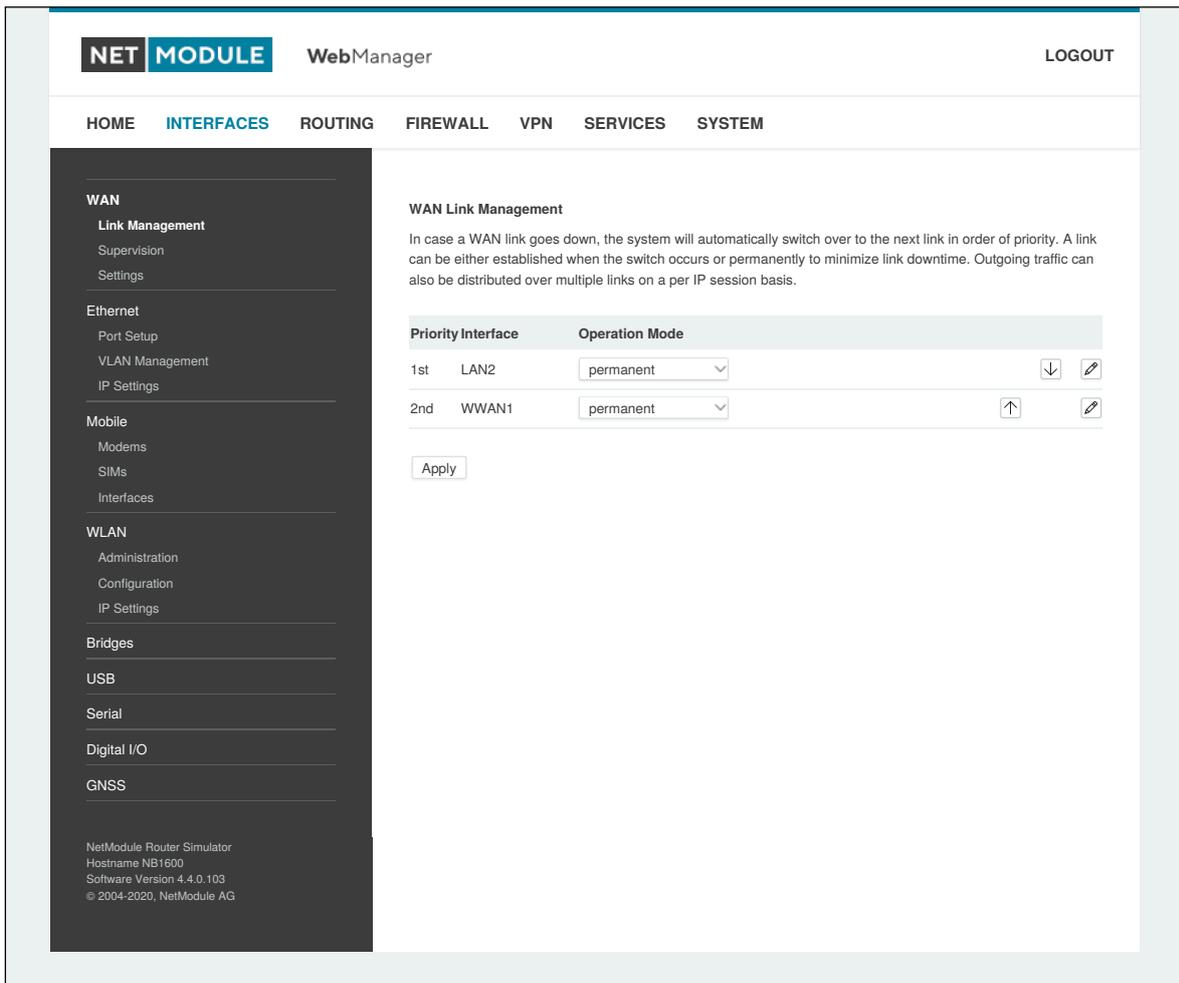 NET MODULE WebManager LOGOUT
HOME INTERFACES ROUTING FIREWALL VPN SERVICES SYSTEM
WAN
Link Management
Supervision
Settings
Ethernet
Port Setup
VLAN Management
IP Settings
Mobile
Modems
SIMs
Interfaces
WLAN
Administration
Configuration
IP Settings
Bridges
USB
Serial
Digital I/O
GNSS
NetModule Router Simulator
Hostname NB1600
Software Version 4.4.0.103
© 2004-2020, NetModule AG
WAN Link Management
In case a WAN link goes down, the system will automatically switch over to the next link in order of priority. A link
can be either established when the switch occurs or permanently to minimize link downtime. Outgoing traffic can
also be distributed over multiple links on a per IP session basis.
Priority Interface Operation Mode
1st LAN2 permanent
2nd WWAN1 permanent
Apply